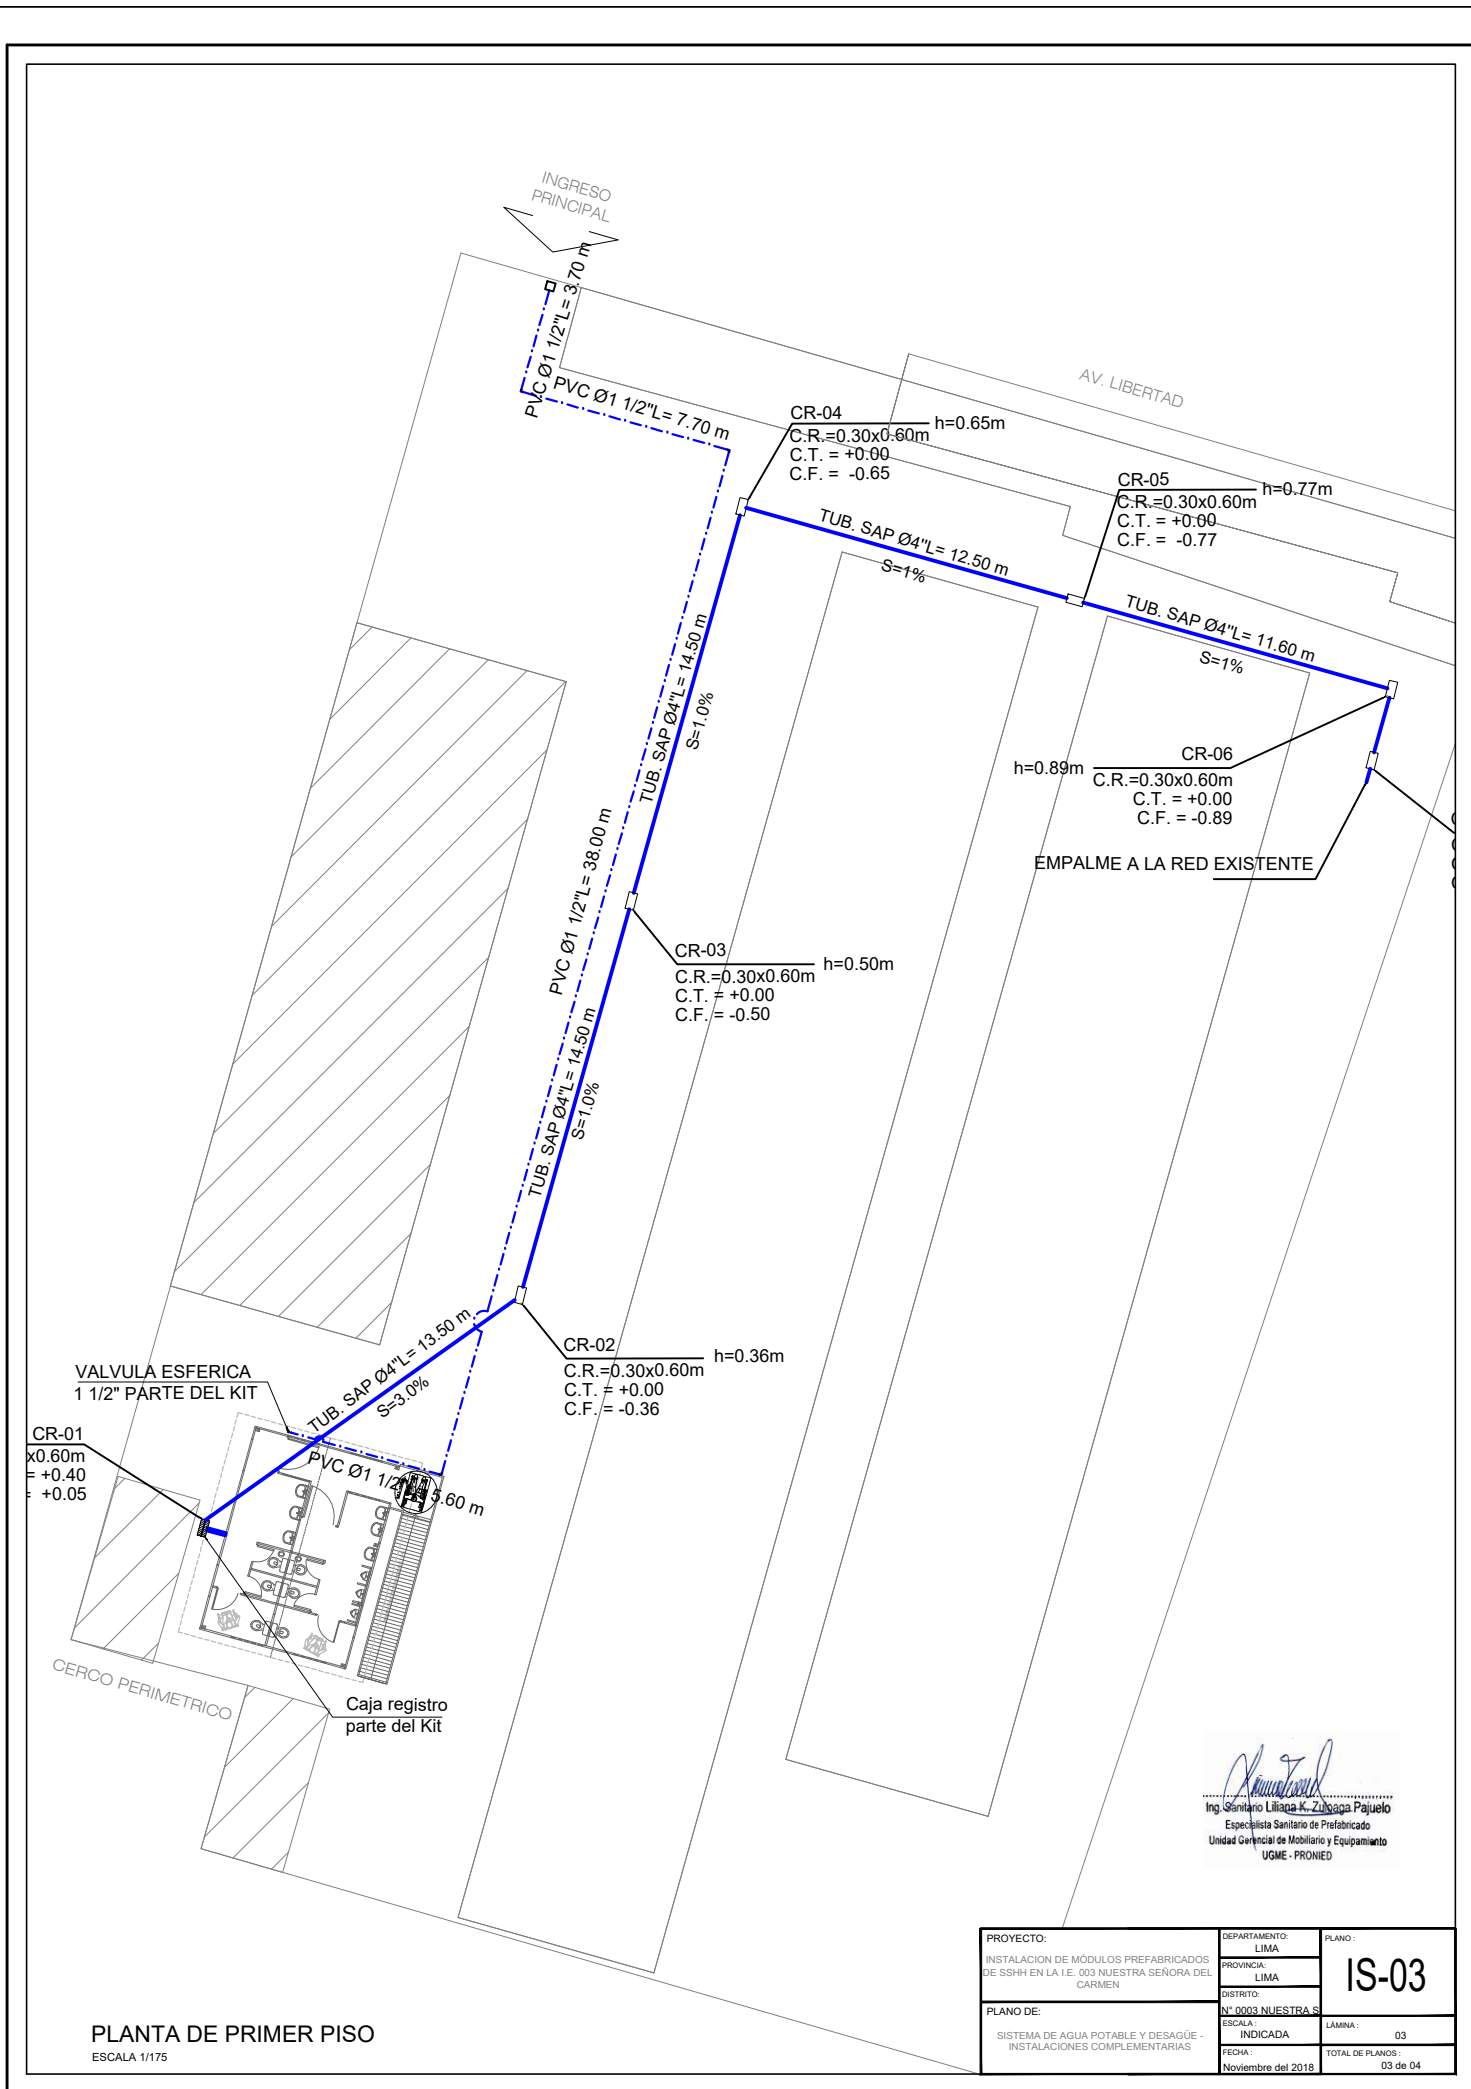 INGRESO
PRINCIPAL
PVC Ø1 1/2"L= 3.70 m
PVC Ø1 1/2"L= 7.70 m
AV. LIBERTAD
CR-04
h=0.65m
C.R.=0.30x0.60m
C.T. = +0.00
C.F. = -0.65
CR-05
h=0.77m
C.R.=0.30x0.60m
C.T. = +0.00
C.F. = -0.77
TUB. SAP Ø4"L= 12.50 m
S=1%
TUB. SAP Ø4"L= 11.60 m
S=1%
TUB. SAP Ø4"L= 14.50 m
S=1.0%
CR-06
h=0.89m
C.R.=0.30x0.60m
C.T. = +0.00
C.F. = -0.89
EMPALME A LA RED EXISTENTE
PVC Ø1 1/2"L= 38.00 m
CR-03
h=0.50m
C.R.=0.30x0.60m
C.T. = +0.00
C.F. = -0.50
TUB. SAP Ø4"L= 14.50 m
S=1.0%
CR-02
h=0.36m
C.R.=0.30x0.60m
C.T. = +0.00
C.F. = -0.36
TUB. SAP Ø4"L= 13.50 m
S=3.0%
VALVULA ESFERICA
1 1/2" PARTE DEL KIT
CR-01
x0.60m
= +0.40
= +0.05
PVC Ø1 1/2 5.60 m
CERCO PERIMETRICO
Caja registro
parte del Kit
Ing. Sanitario Liliana K. Zuloaga Pajuelo
Especialista Sanitario de Prefabricado
Unidad Gerencial de Mobiliario y Equipamiento
UGME - PRONIED
PLANTA DE PRIMER PISO
ESCALA 1/175
PROYECTO:
INSTALACION DE MÓDULOS PREFABRICADOS
DE SSHH EN LA I.E. 003 NUESTRA SEÑORA DEL
CARMEN
PLANO DE:
SISTEMA DE AGUA POTABLE Y DESAGÜE -
INSTALACIONES COMPLEMENTARIAS
DEPARTAMENTO:
LIMA
PROVINCIA:
LIMA
DISTRITO:
N° 0003 NUESTRA S
ESCALA :
INDICADA
FECHA :
Noviembre del 2018
PLANO :
IS-03
LÁMINA :
03
TOTAL DE PLANOS :
03 de 04